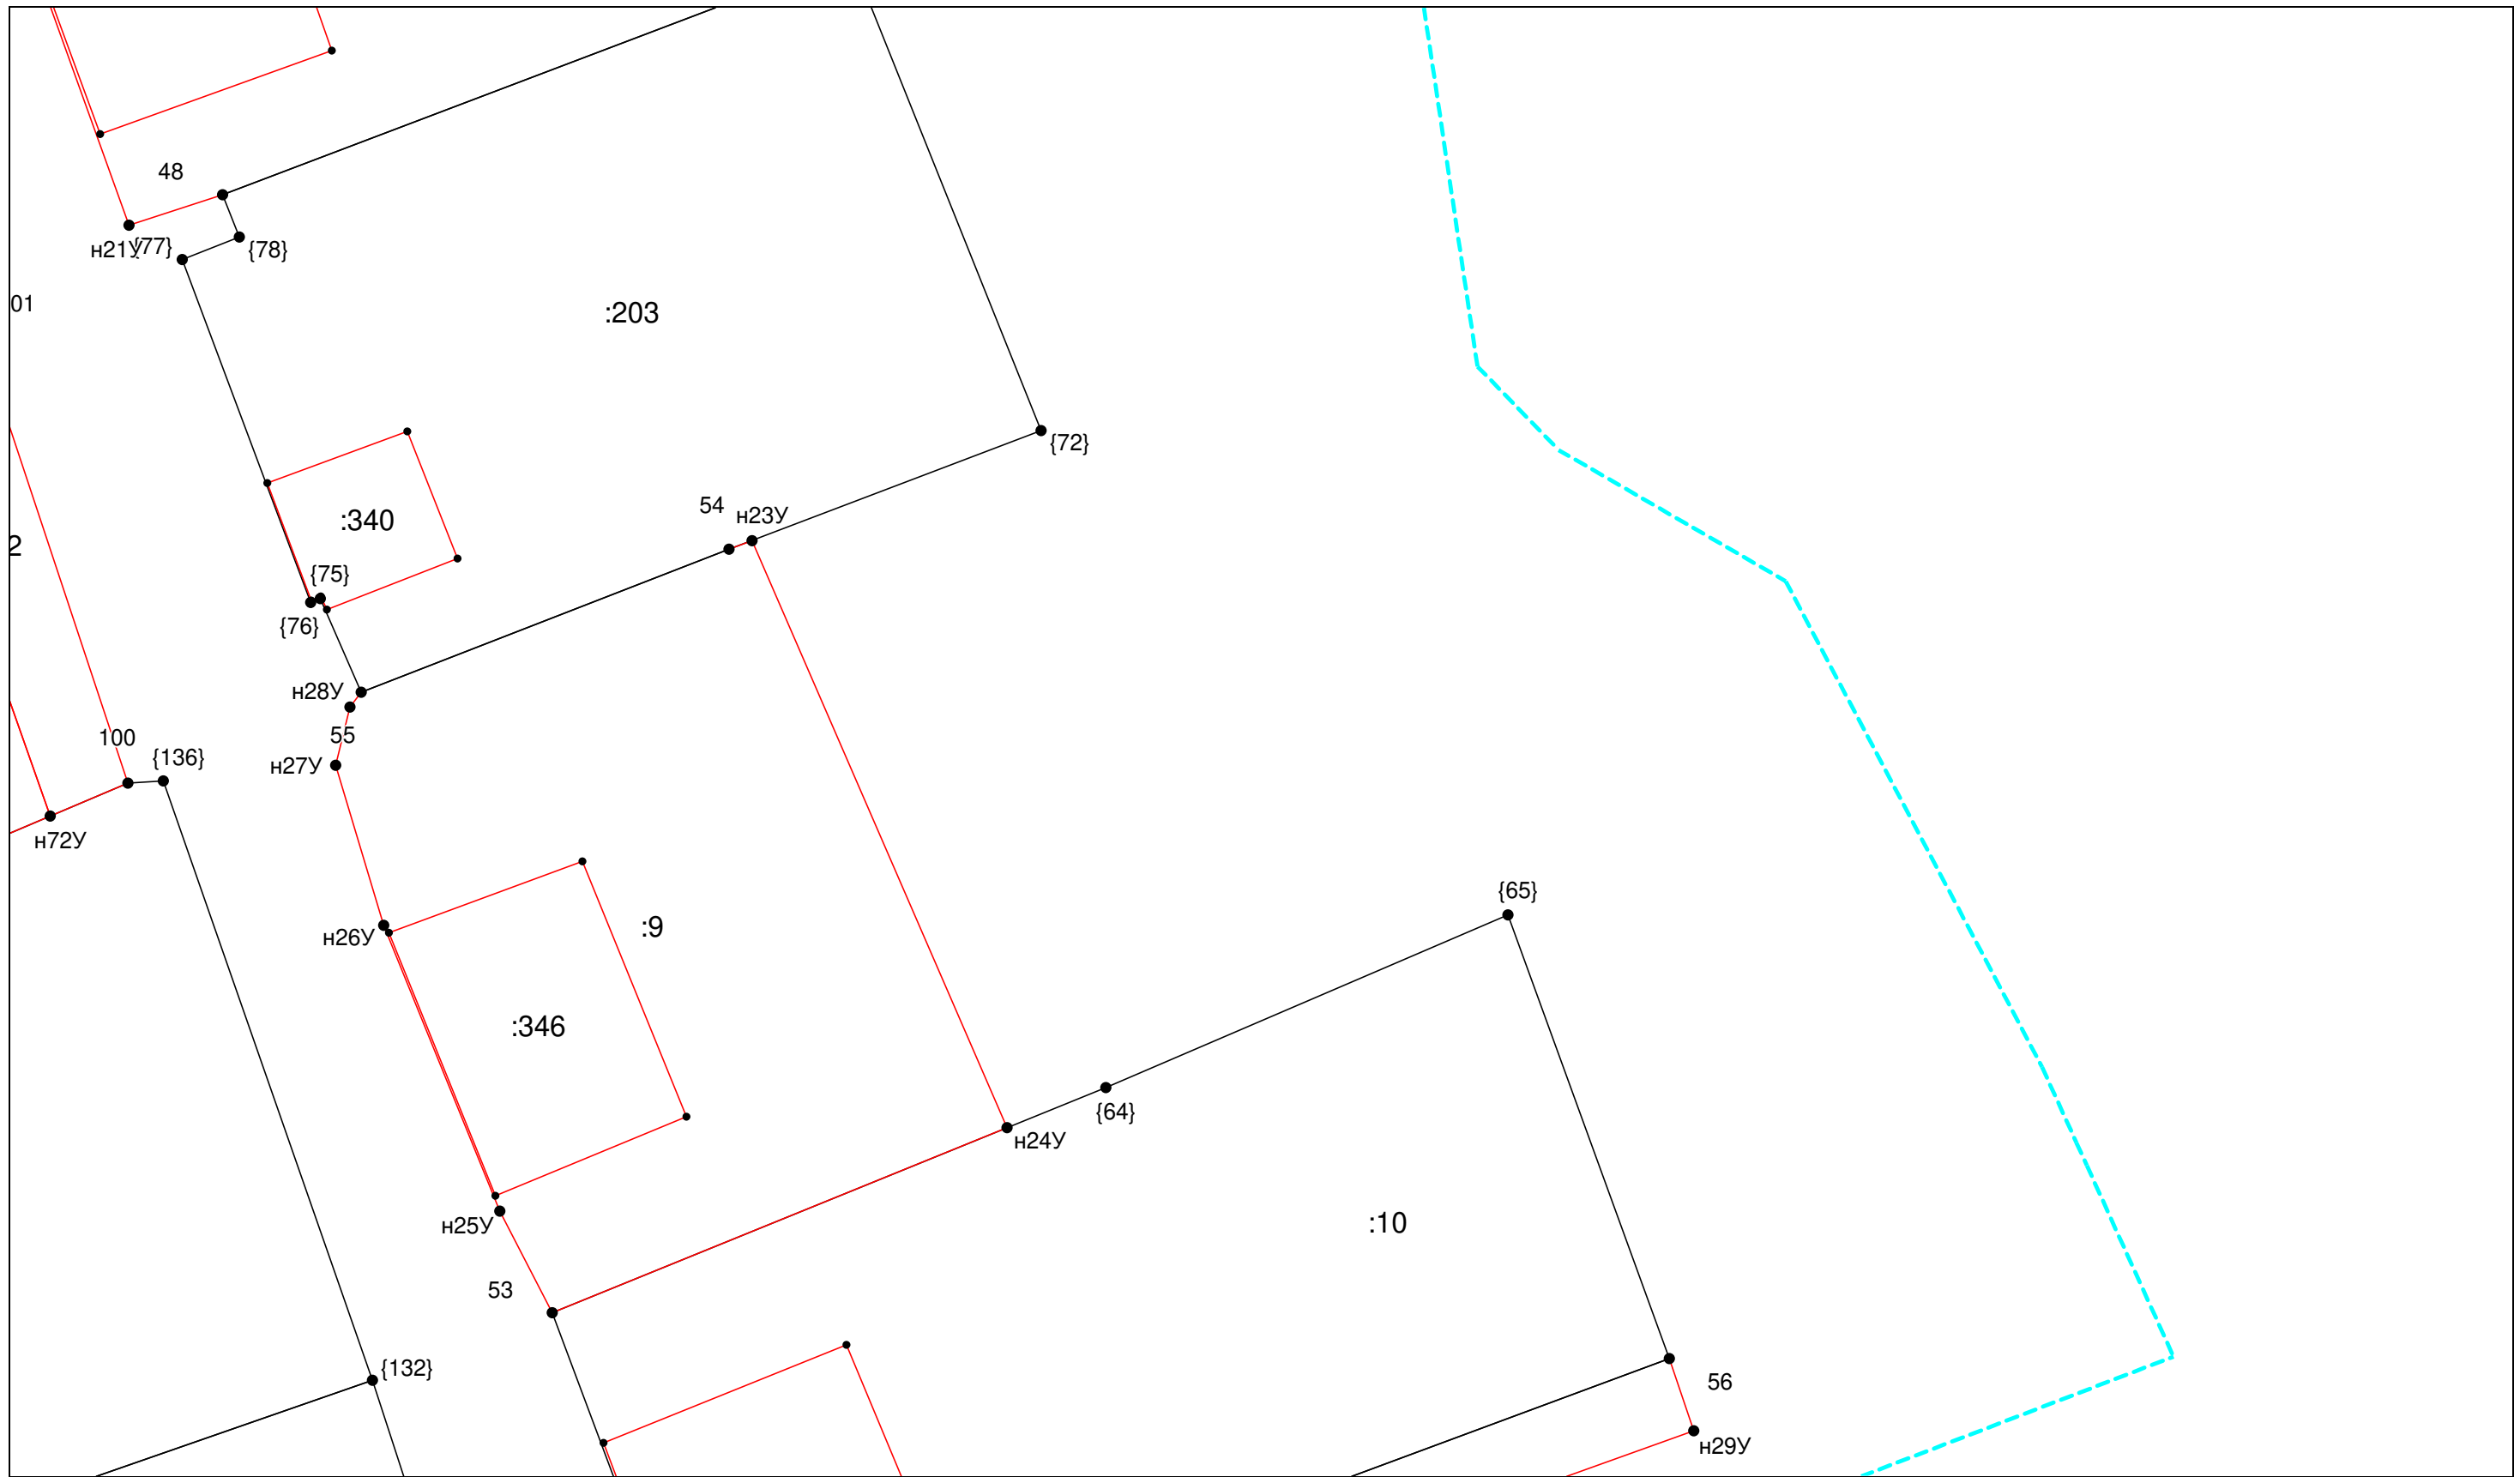 48
н21У
{77}
{78}
01
:203
{72}
54
н23У
:340
2
{75}
{76}
н28У
55
100
{136}
н27У
н72У
{65}
:9
н26У
:346
{64}
н24У
:10
н25У
53
{132}
56
н29У